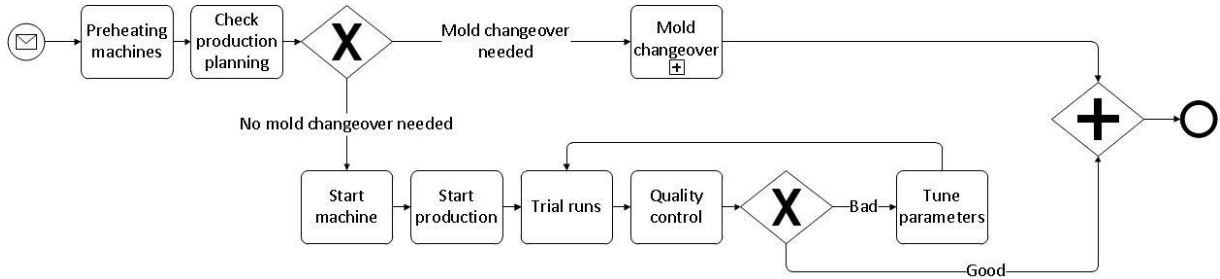 Preheating
machines
Check
production
planning
X
Mold changeover
needed
Mold
changeover
No mold changeover needed
Start
machine
Start
production
Trial runs
Quality
control
X
Bad
Tune
parameters
Good